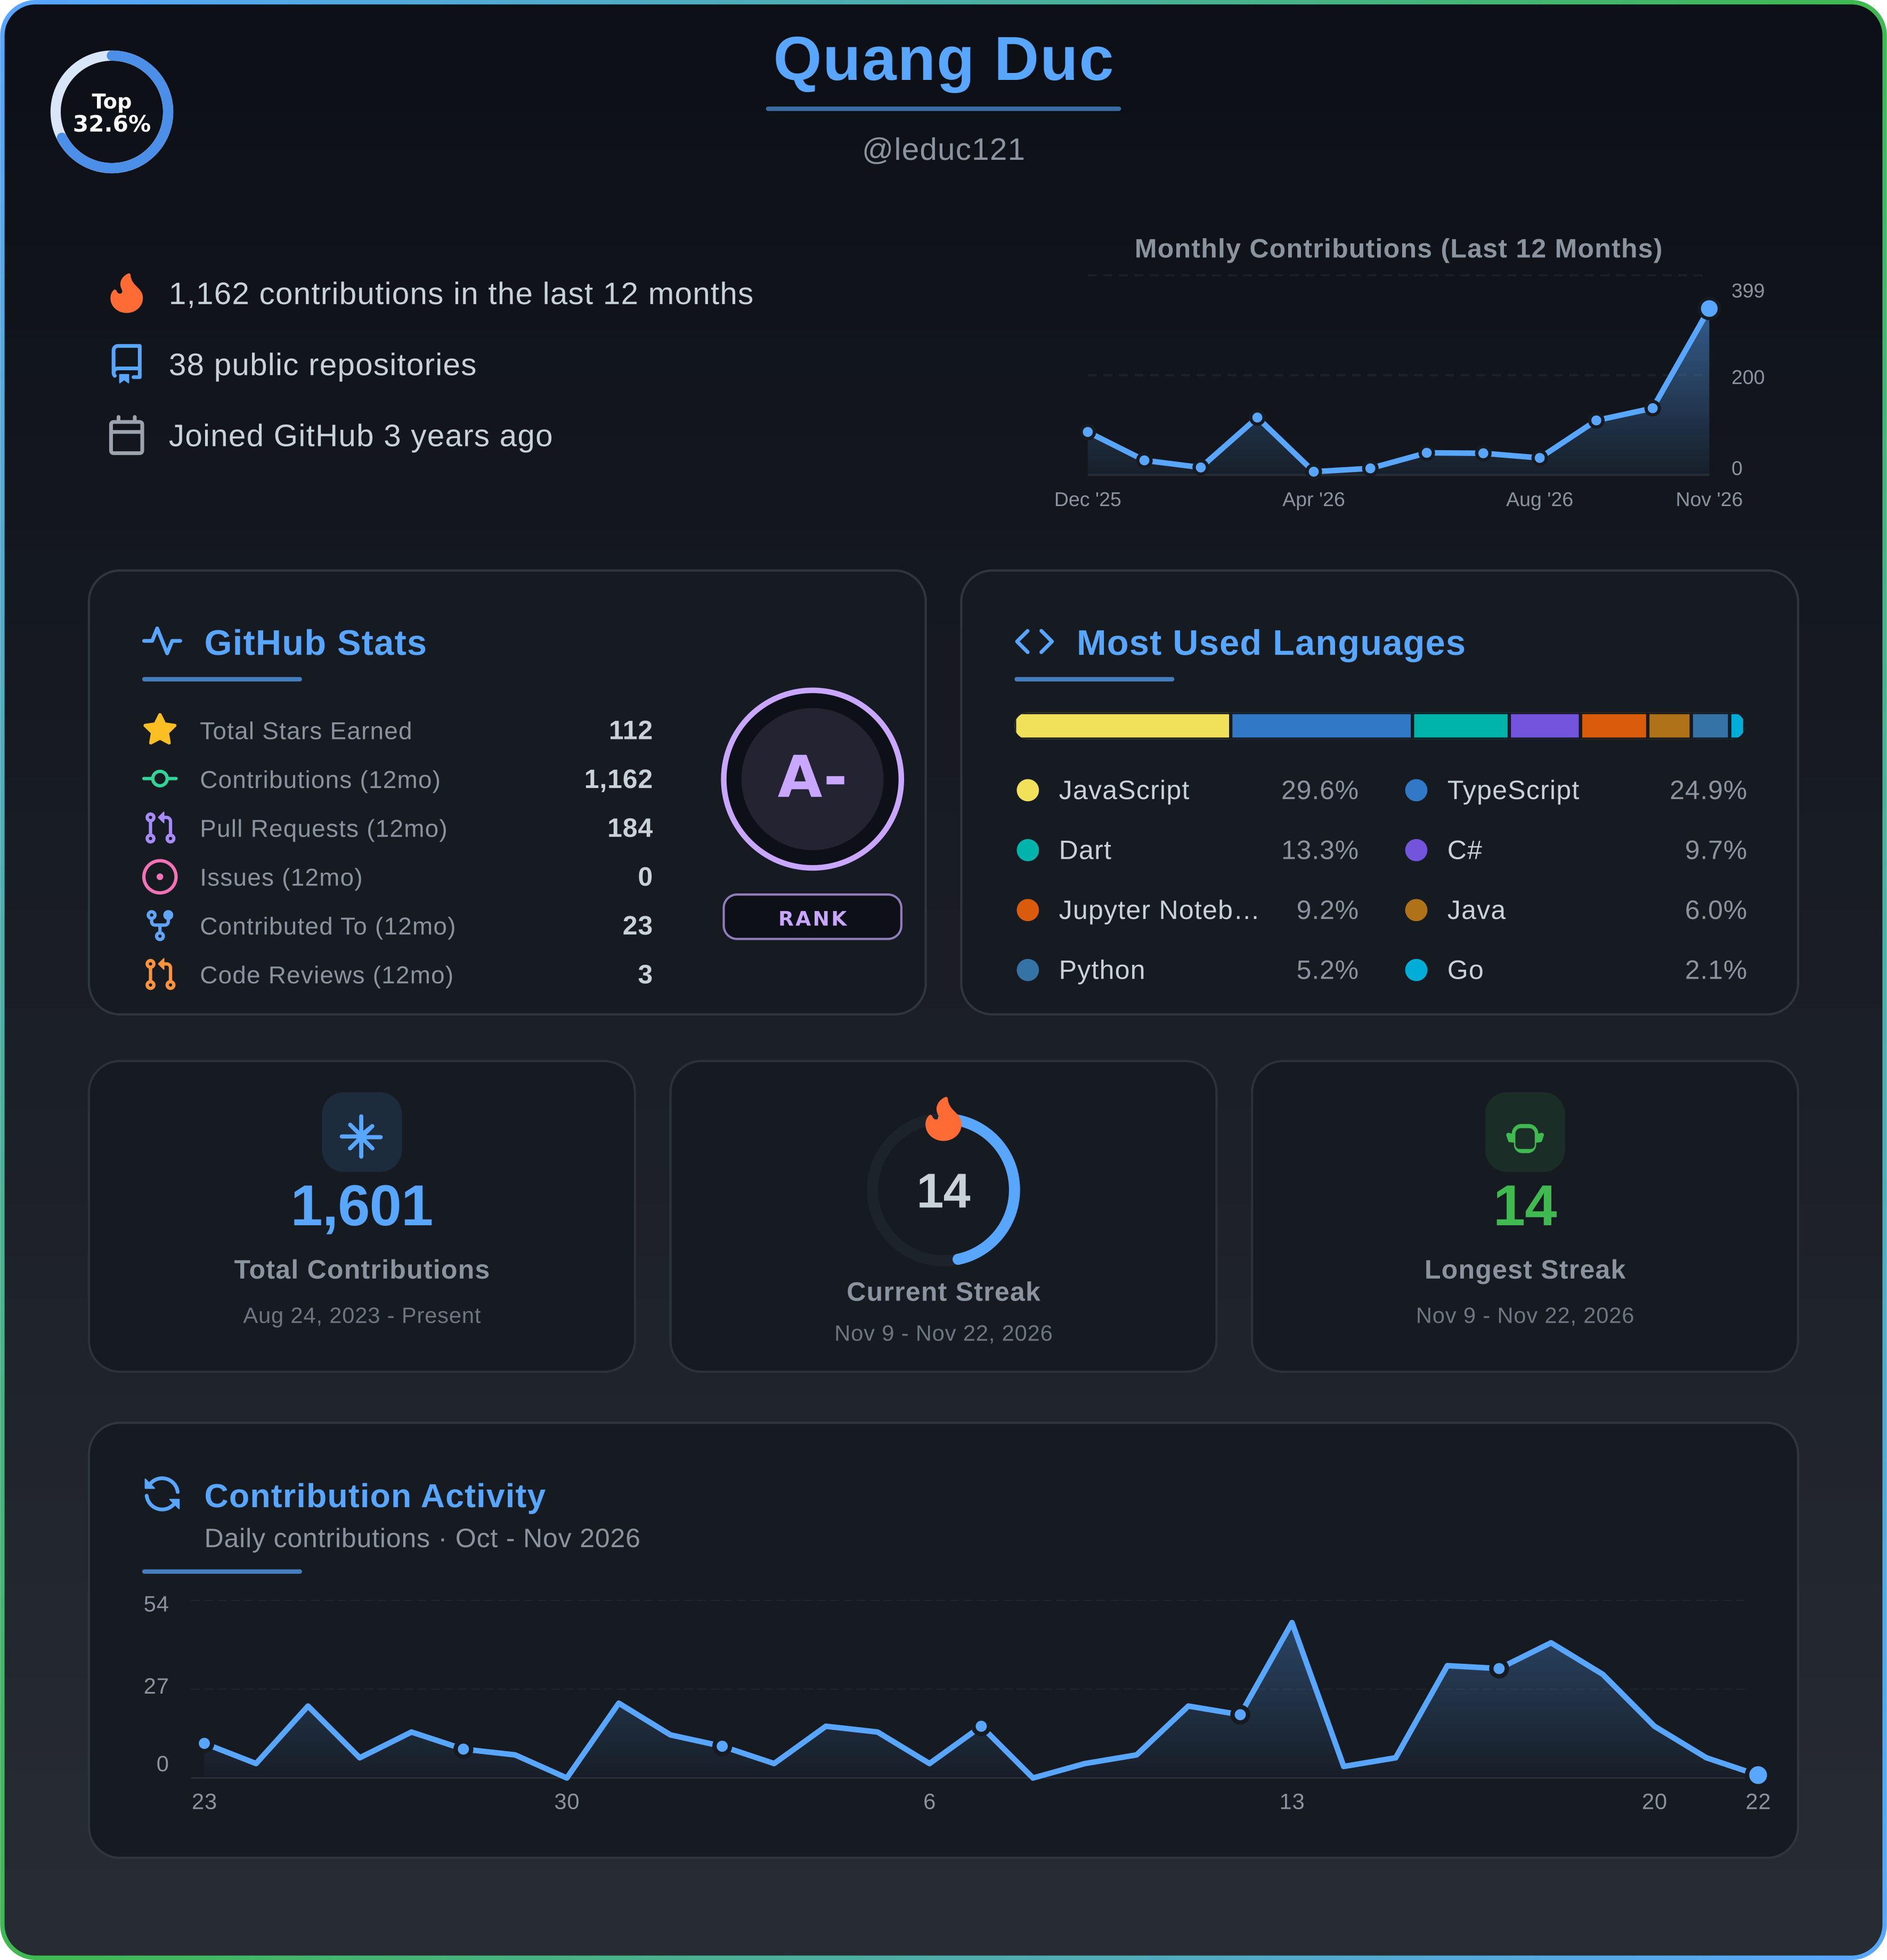 Top
32.6%
Quang Duc
@leduc121
1,162 contributions in the last 12 months
38 public repositories
Joined GitHub 3 years ago
Monthly Contributions (Last 12 Months)
399
200
0
Dec '25 Apr '26 Aug '26 Nov '26
GitHub Stats
Total Stars Earned 112
Contributions (12mo) 1,162
Pull Requests (12mo) 184
Issues (12mo) 0
Contributed To (12mo) 23
Code Reviews (12mo) 3
A-
RANK
Most Used Languages
JavaScript 29.6% TypeScript 24.9%
Dart 13.3% C# 9.7%
Jupyter Noteb... 9.2% Java 6.0%
Python 5.2% Go 2.1%
1,601
Total Contributions
Aug 24, 2023 - Present
14
Current Streak
Nov 9 - Nov 22, 2026
14
Longest Streak
Nov 9 - Nov 22, 2026
Contribution Activity
Daily contributions · Oct - Nov 2026
54
27
0
23 30 6 13 20 22